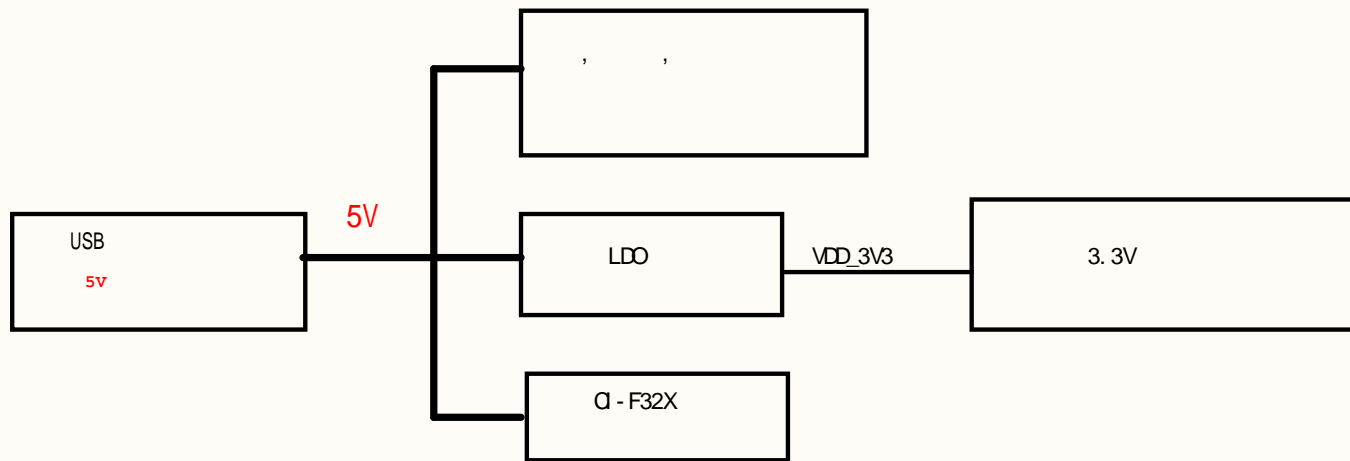 , ,
5V
USB
5v
LDO
VDD_3V3
3.3V
CI-F32X